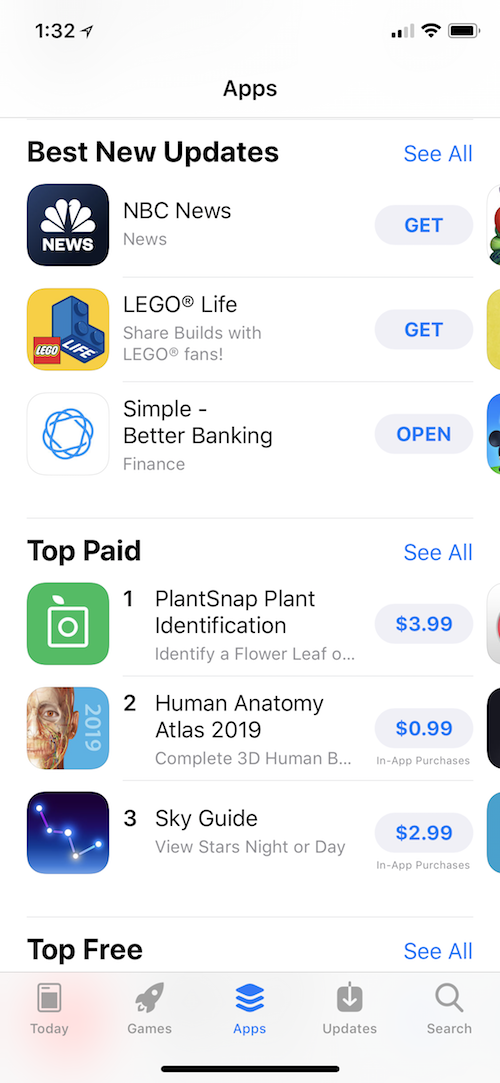 1:32
Apps
Best New Updates
See All
NEWS
NBC News
News
GET
LEGO
LIFE
LEGO® Life
Share Builds with
LEGO® fans!
GET
Simple -
Better Banking
Finance
OPEN
Top Paid
See All
1
PlantSnap Plant
Identification
Identify a Flower Leaf o...
$3.99
2019
2
Human Anatomy
Atlas 2019
Complete 3D Human B...
$0.99
In-App Purchases
3
Sky Guide
View Stars Night or Day
$2.99
In-App Purchases
Top Free
See All
Today
Games
Apps
Updates
Search